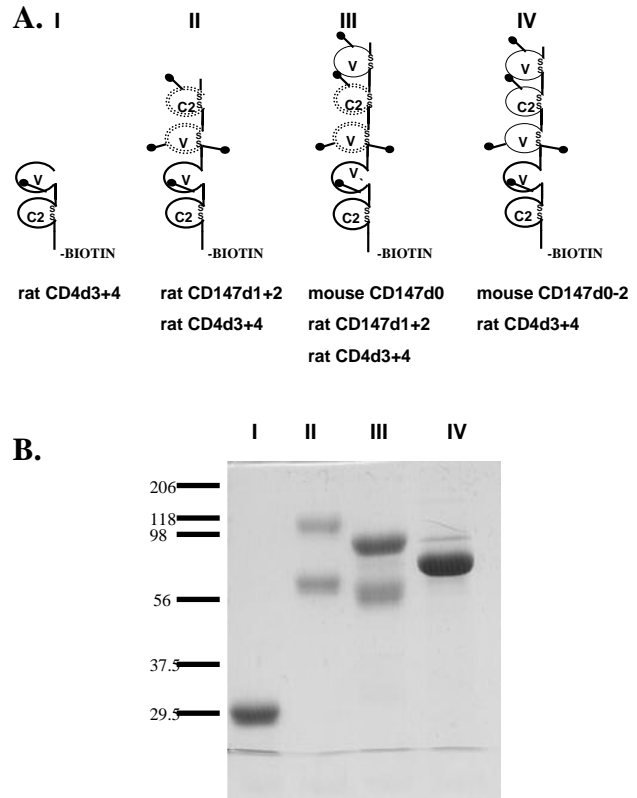 A. I II III IV
V C2 S S -BIOTIN
C2 V V C2 S S S S -BIOTIN
V C2 V V C2 S S S S S S -BIOTIN
V C2 V V C2 S S S S S S -BIOTIN
rat CD4d3+4 rat CD147d1+2 mouse CD147d0 mouse CD147d0-2
rat CD4d3+4 rat CD147d1+2 rat CD4d3+4
rat CD4d3+4
I II III IV
B.
206
118
98
56
37.5
29.5